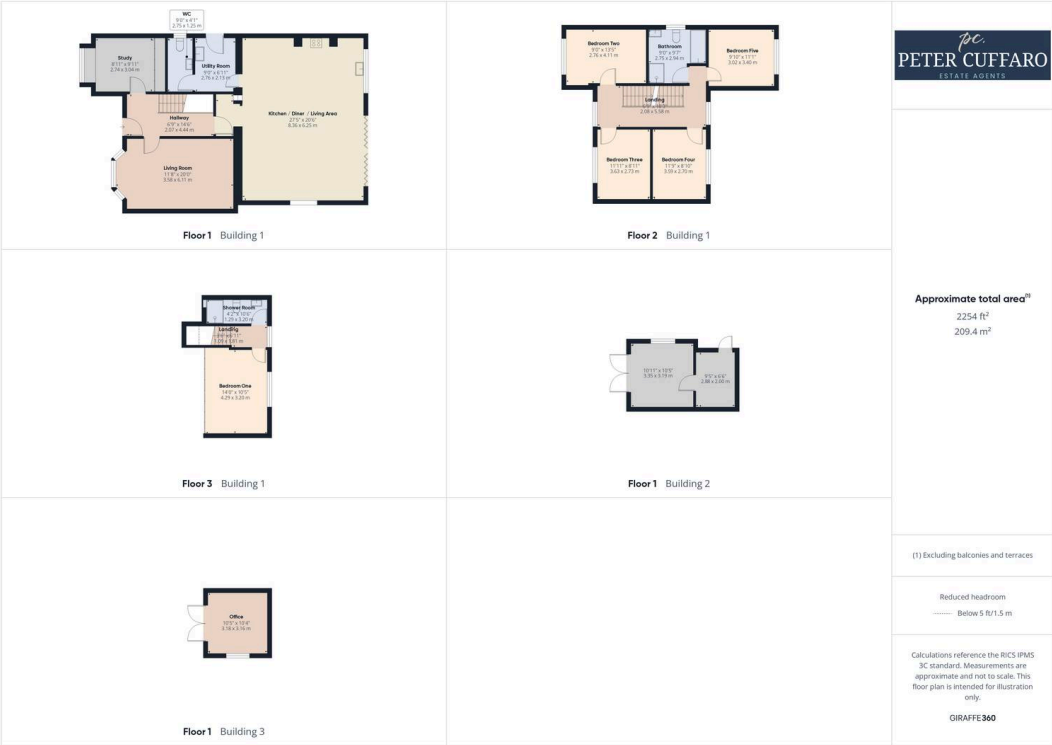 WC
9'0" x 4'1"
2.75 x 1.25 m
Study
8'11" x 9'11"
2.74 x 3.04 m
Utility Room
9'0" x 6'11"
2.76 x 2.13 m
Kitchen / Diner / Living Area
27'5" x 20'6"
8.36 x 6.25 m
Hallway
6'9" x 14'6"
2.07 x 4.44 m
Living Room
11'8" x 20'0"
3.58 x 6.11 m
Floor 1 Building 1
Bedroom Two
9'0" x 13'5"
2.76 x 4.11 m
Bathroom
9'0" x 9'7"
2.75 x 2.94 m
Bedroom Five
9'10" x 11'1"
3.02 x 3.40 m
Landing
2.08 x 5.58 m
Bedroom Three
11'11" x 8'11"
3.63 x 2.73 m
Bedroom Four
11'9" x 8'10"
3.59 x 2.70 m
Floor 2 Building 1
pc.
PETER CUFFARO
ESTATE AGENTS
Shower Room
4'2" x 10'6"
1.29 x 3.20 m
Landing
Bedroom One
14'0" x 10'5"
4.29 x 3.20 m
Floor 3 Building 1
10'11" x 10'5"
3.35 x 3.19 m
9'5" x 6'6"
2.88 x 2.00 m
Floor 1 Building 2
Approximate total area(1)
2254 ft²
209.4 m²
Office
10'5" x 10'4"
3.18 x 3.16 m
Floor 1 Building 3
(1) Excluding balconies and terraces
Reduced headroom
Below 5 ft/1.5 m
Calculations reference the RICS IPMS
3C standard. Measurements are
approximate and not to scale. This
floor plan is intended for illustration
only.
GIRAFFE360